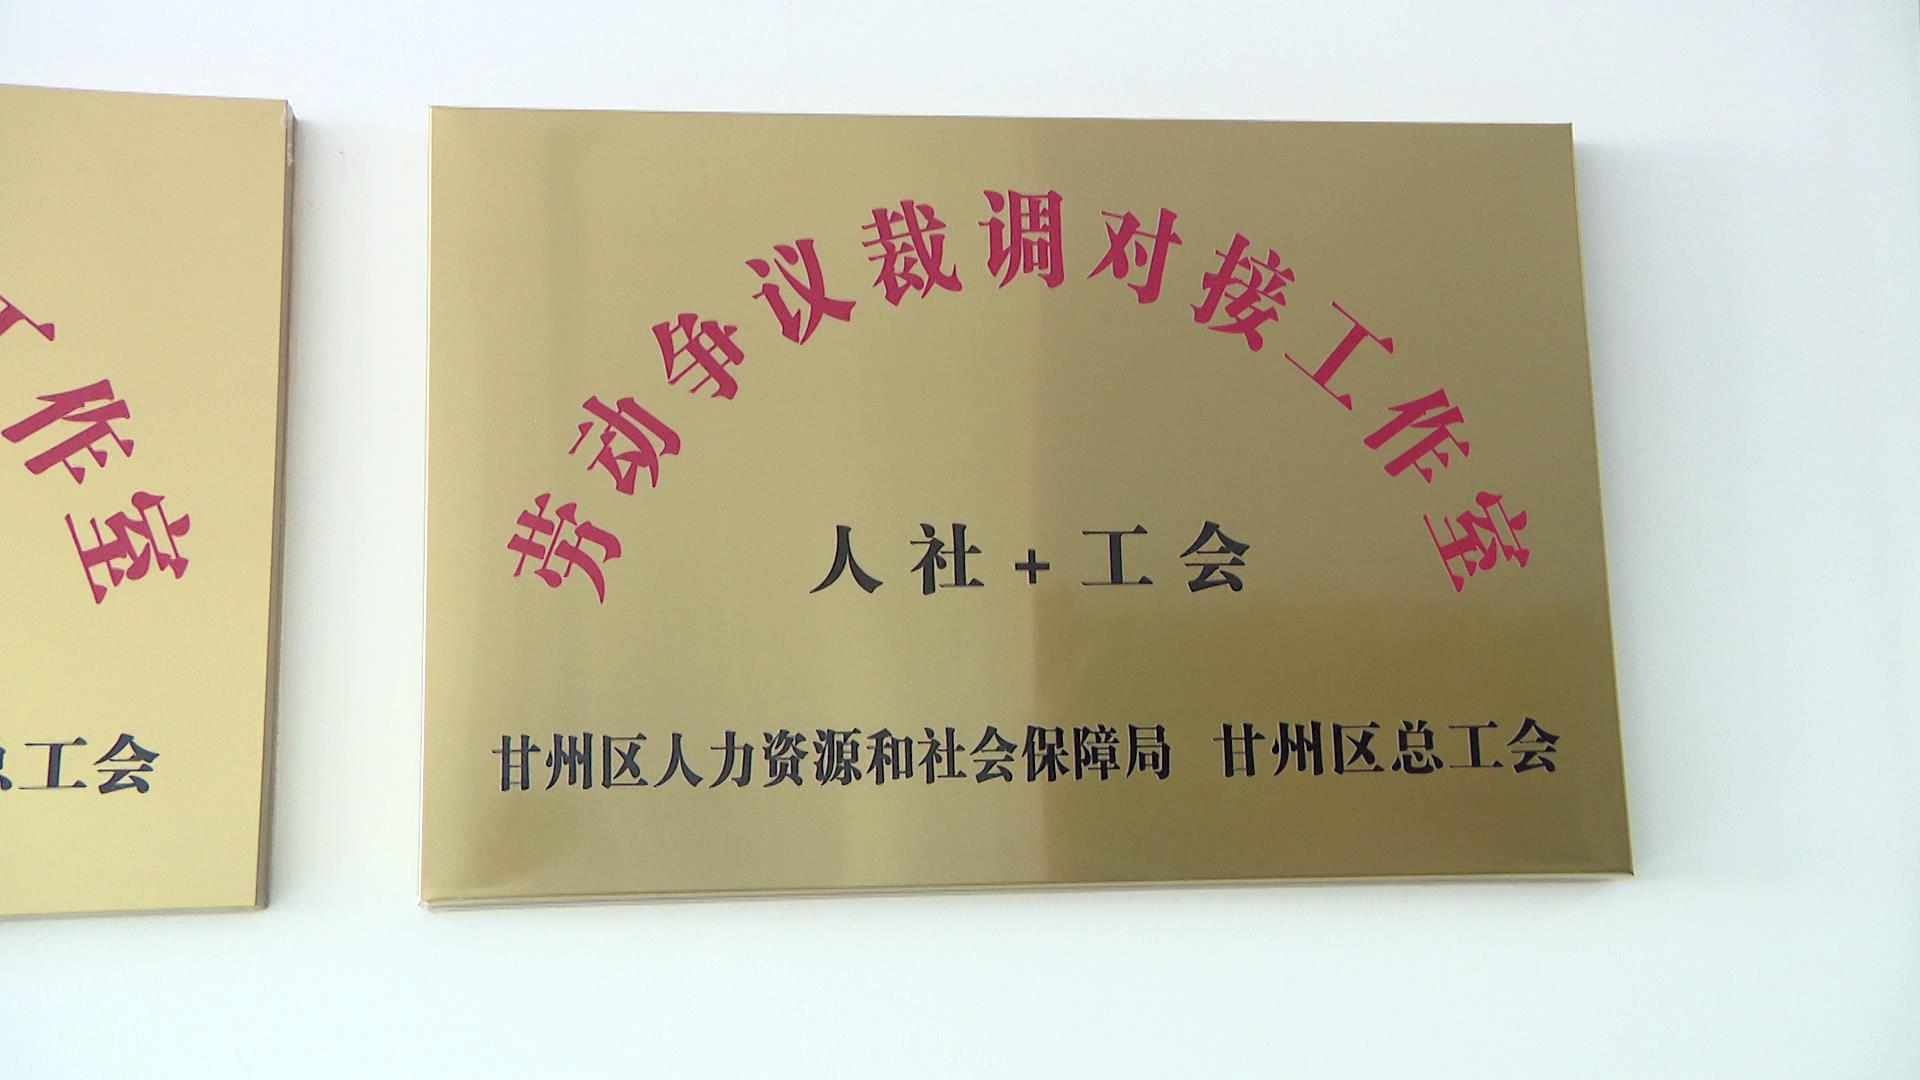 工作室
工会
劳动争议裁调对接工作室
人社+工会
甘州区人力资源和社会保障局 甘州区总工会